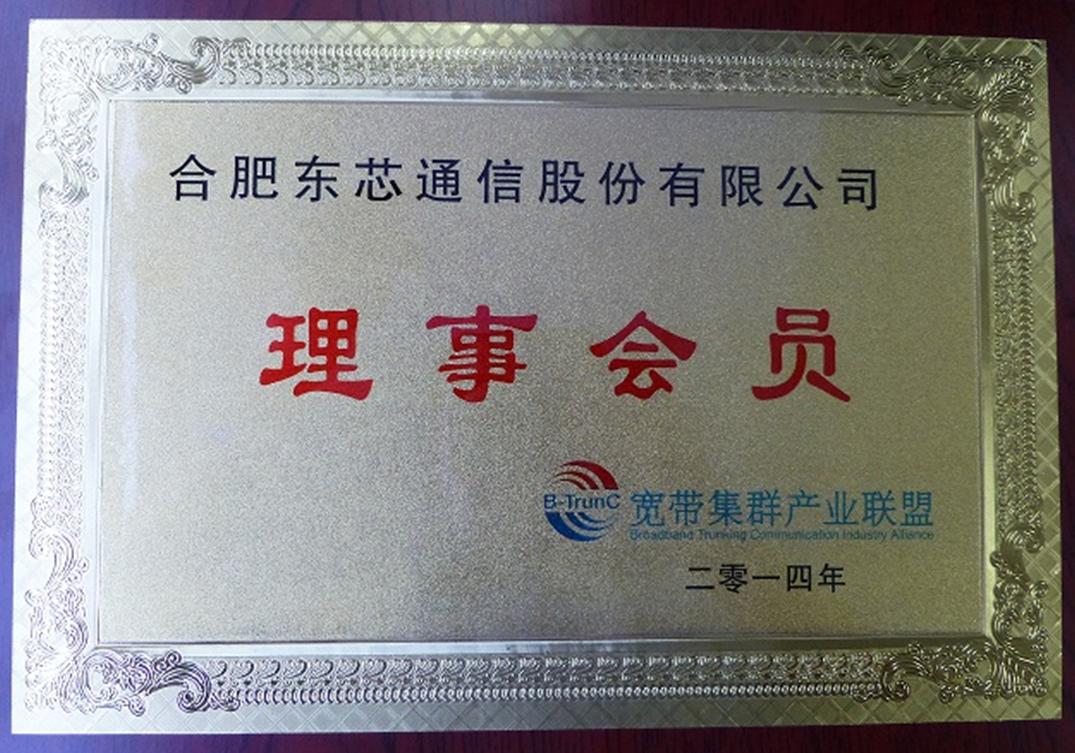 合肥东芯通信股份有限公司
理事会员
B-TrunC 宽带集群产业联盟
Broadband Trunking Communication Industry Alliance
二零一四年